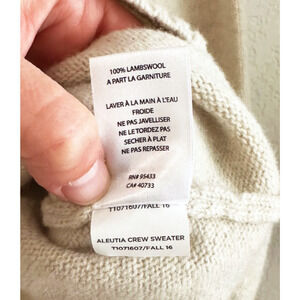 100% LAMBSWOOL
A PART LA GARNITURE
LAVER À LA MAIN À L'EAU
FROIDE
NE PAS JAVELLISER
NE LE TORDEZ PAS
SECHER À PLAT
NE PAS REPASSER
RN# 95433
CA# 40733
T1071607/FALL 16
ALEUTIA CREW SWEATER
T1071607/FALL 16